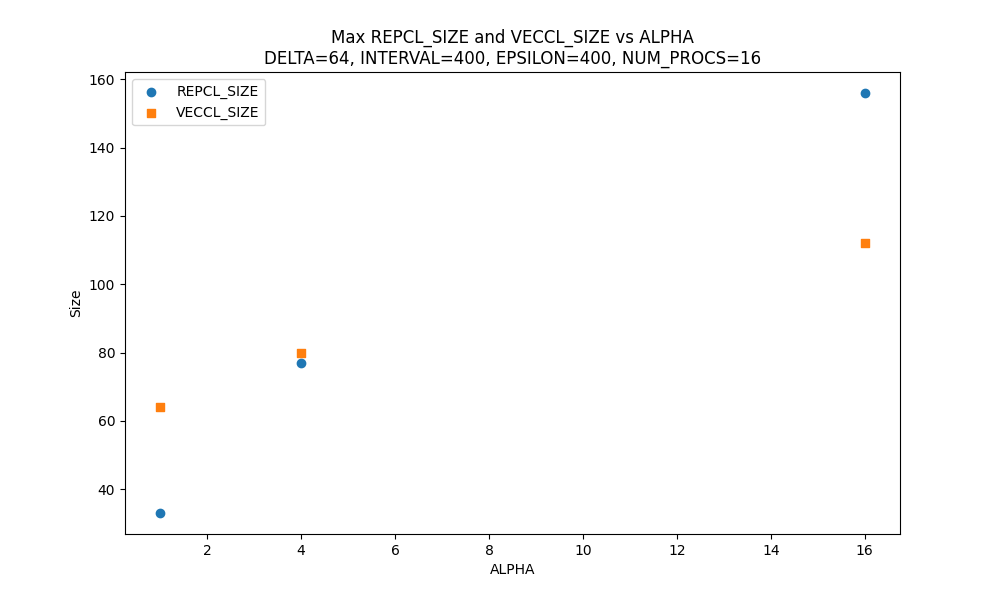 Max REPCL_SIZE and VECCL_SIZE vs ALPHA
DELTA=64, INTERVAL=400, EPSILON=400, NUM_PROCS=16
REPCL_SIZE
VECCL_SIZE
160
140
120
100
80
60
40
Size
2
4
6
8
10
12
14
16
ALPHA